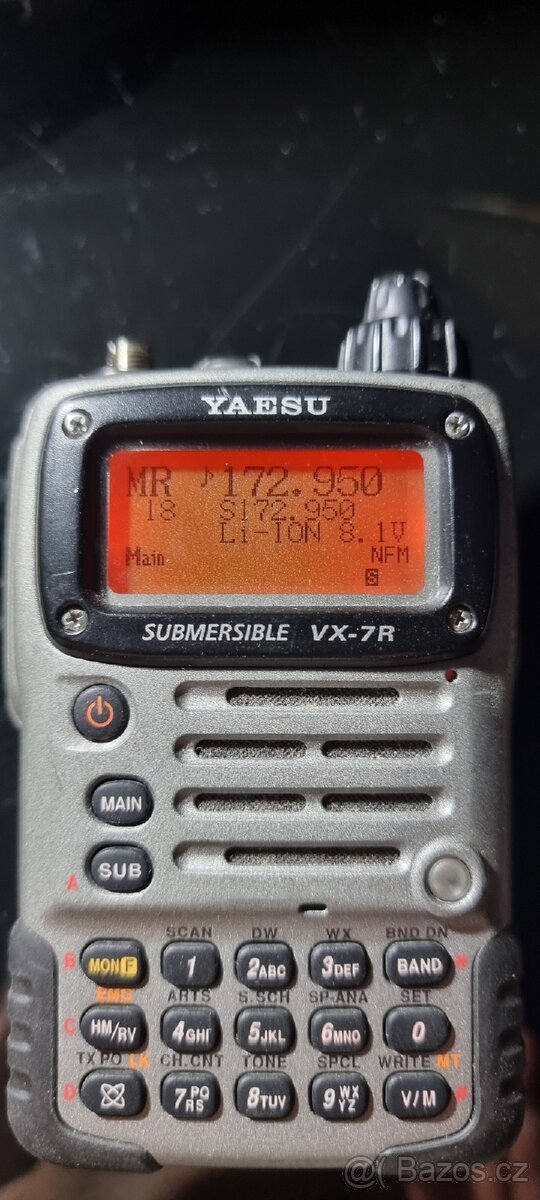 YAESU
MR ♪172.950
18 S172.950
Li-ION 8.1V
Main NFM
S
SUBMERSIBLE VX-7R
MAIN
A SUB
SCAN DW WX BND DN
B MON F 1 2ABC 3DEF BAND *
EMG ARTS S.SCH SP-ANA SET
C HM/RV 4GHI 5JKL 6MNO 0
TX PO LK CH.CNT TONE SPCL WRITE MT
D 7PQRS 8TUV 9WXYZ V/M #
@ Bazos.cz